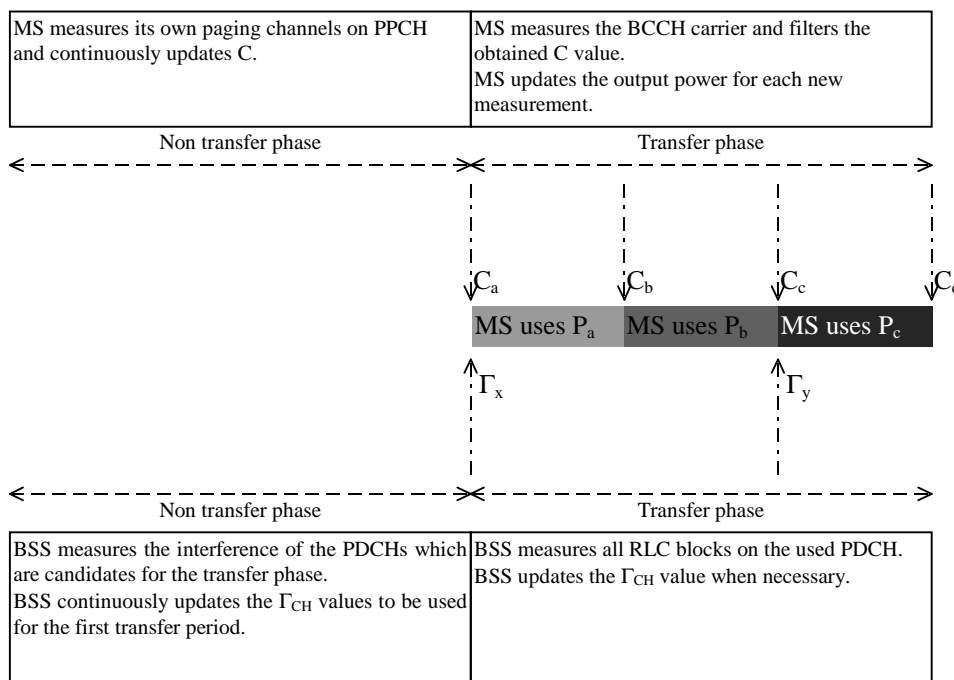 MS measures its own paging channels on PPCH
and continuously updates C.
MS measures the BCCH carrier and filters the
obtained C value.
MS updates the output power for each new
measurement.
Non transfer phase
Transfer phase
Ca
Cb
Cc
MS uses Pa
MS uses Pb
MS uses Pc
Γx
Γy
Non transfer phase
Transfer phase
BSS measures the interference of the PDCHs which
are candidates for the transfer phase.
BSS continuously updates the ΓCH values to be used
for the first transfer period.
BSS measures all RLC blocks on the used PDCH.
BSS updates the ΓCH value when necessary.